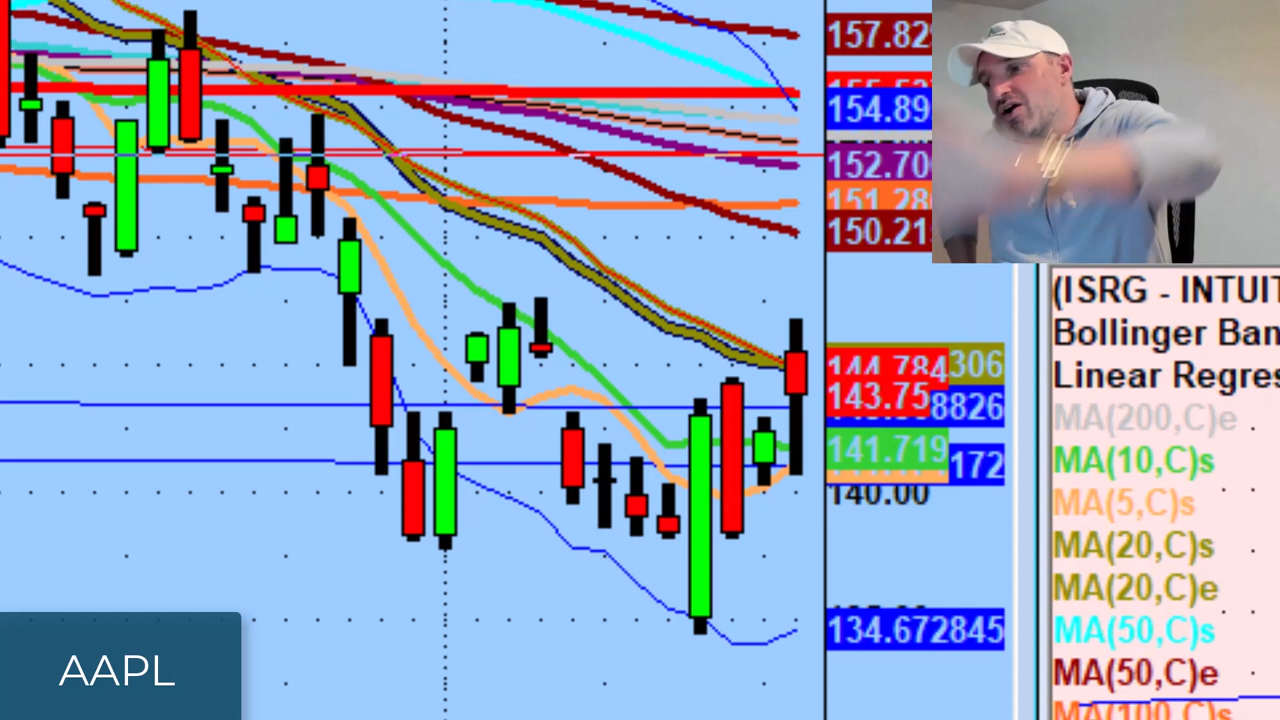 157.82
154.89
152.70
151.28
150.21
144.784
306
143.75
8826
141.719
172
140.00
134.672845
(ISRG - INTUIT
Bollinger Ban
Linear Regres
MA(200,C)e
MA(10,C)s
MA(5,C)s
MA(20,C)s
MA(20,C)e
MA(50,C)s
MA(50,C)e
MA(100,C)s
AAPL